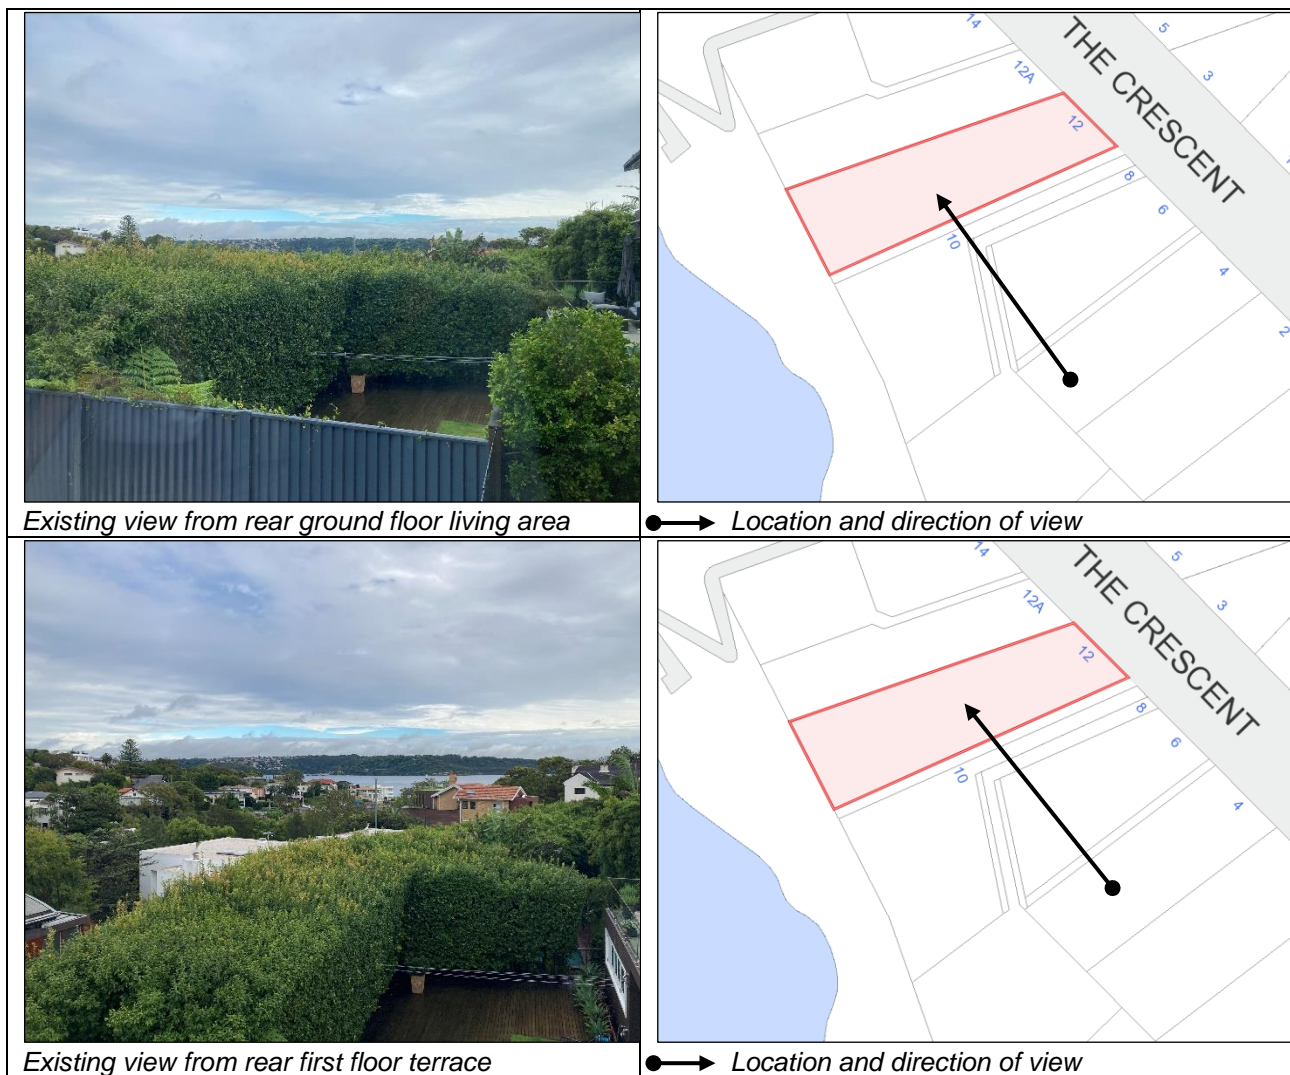 14
5
THE CRESCENT
12A
3
12
8
6
10
4
2
Existing view from rear ground floor living area
Location and direction of view
14
5
THE CRESCENT
12A
3
12
8
6
10
4
Existing view from rear first floor terrace
Location and direction of view